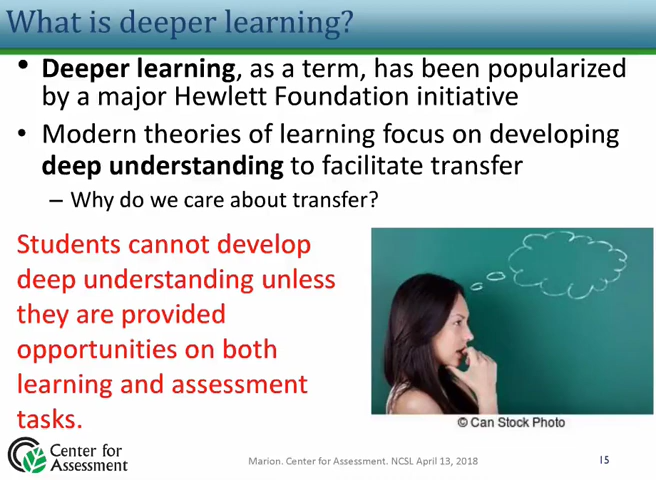 What is deeper learning?
• Deeper learning, as a term, has been popularized
by a major Hewlett Foundation initiative
• Modern theories of learning focus on developing
deep understanding to facilitate transfer
– Why do we care about transfer?
Students cannot develop
deep understanding unless
they are provided
opportunities on both
learning and assessment
tasks.
© Can Stock Photo
Center for
Assessment
Marion. Center for Assessment. NCSL April 13, 2018
15